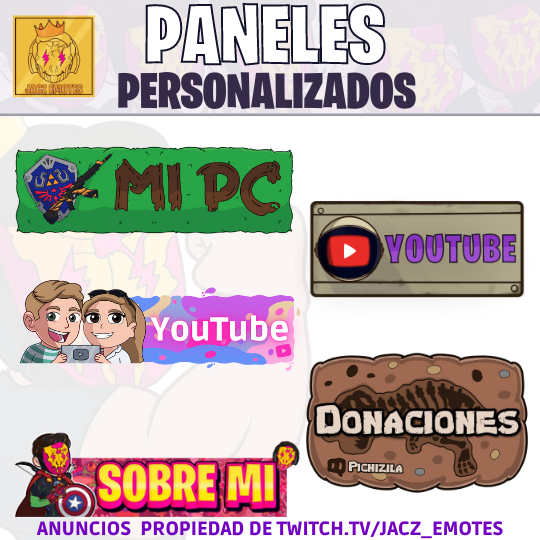 PANELES
PERSONALIZADOS
JACZ EMOTES
MI PC
YOUTUBE
YouTube
DONACIONES
PICHIZILA
SOBRE MI
ANUNCIOS PROPIEDAD DE TWITCH.TV/JACZ_EMOTES